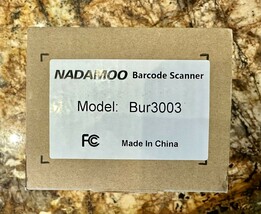 NADAMOO Barcode Scanner
Model: Bur3003
FC Made In China